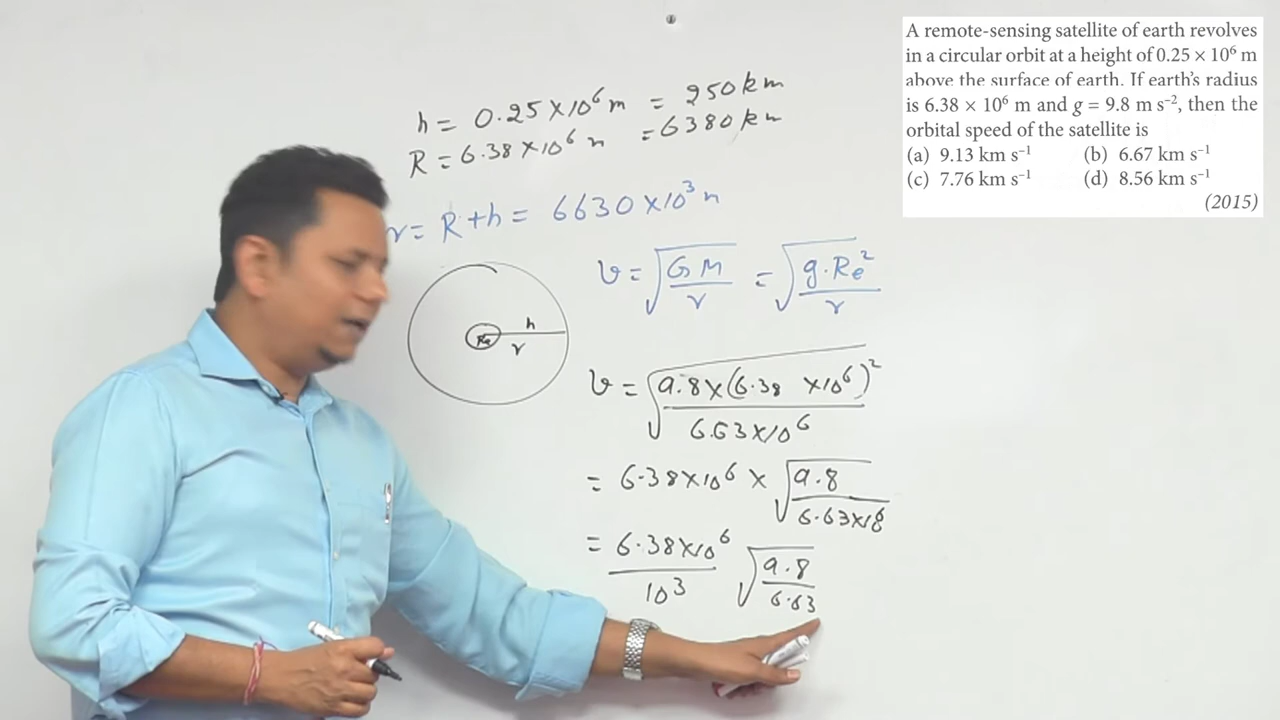 A remote-sensing satellite of earth revolves
in a circular orbit at a height of 0.25 × 10⁶ m
above the surface of earth. If earth's radius
is 6.38 × 10⁶ m and g = 9.8 m s⁻², then the
orbital speed of the satellite is
(a) 9.13 km s⁻¹ (b) 6.67 km s⁻¹
(c) 7.76 km s⁻¹ (d) 8.56 km s⁻¹
(2015)
h = 0.25 × 10⁶ m = 250 km
R = 6.38 × 10⁶ m = 6380 km
r = R + h = 6630 × 10³ m
v = √(GM/r) = √(g.Re²/r)
h
Re
r
v = √(9.8 × (6.38 × 10⁶)²/6.63 × 10⁶)
= 6.38 × 10⁶ × √(9.8/6.63 × 10⁶)
= 6.38 × 10⁶/10³ √(9.8/6.63)